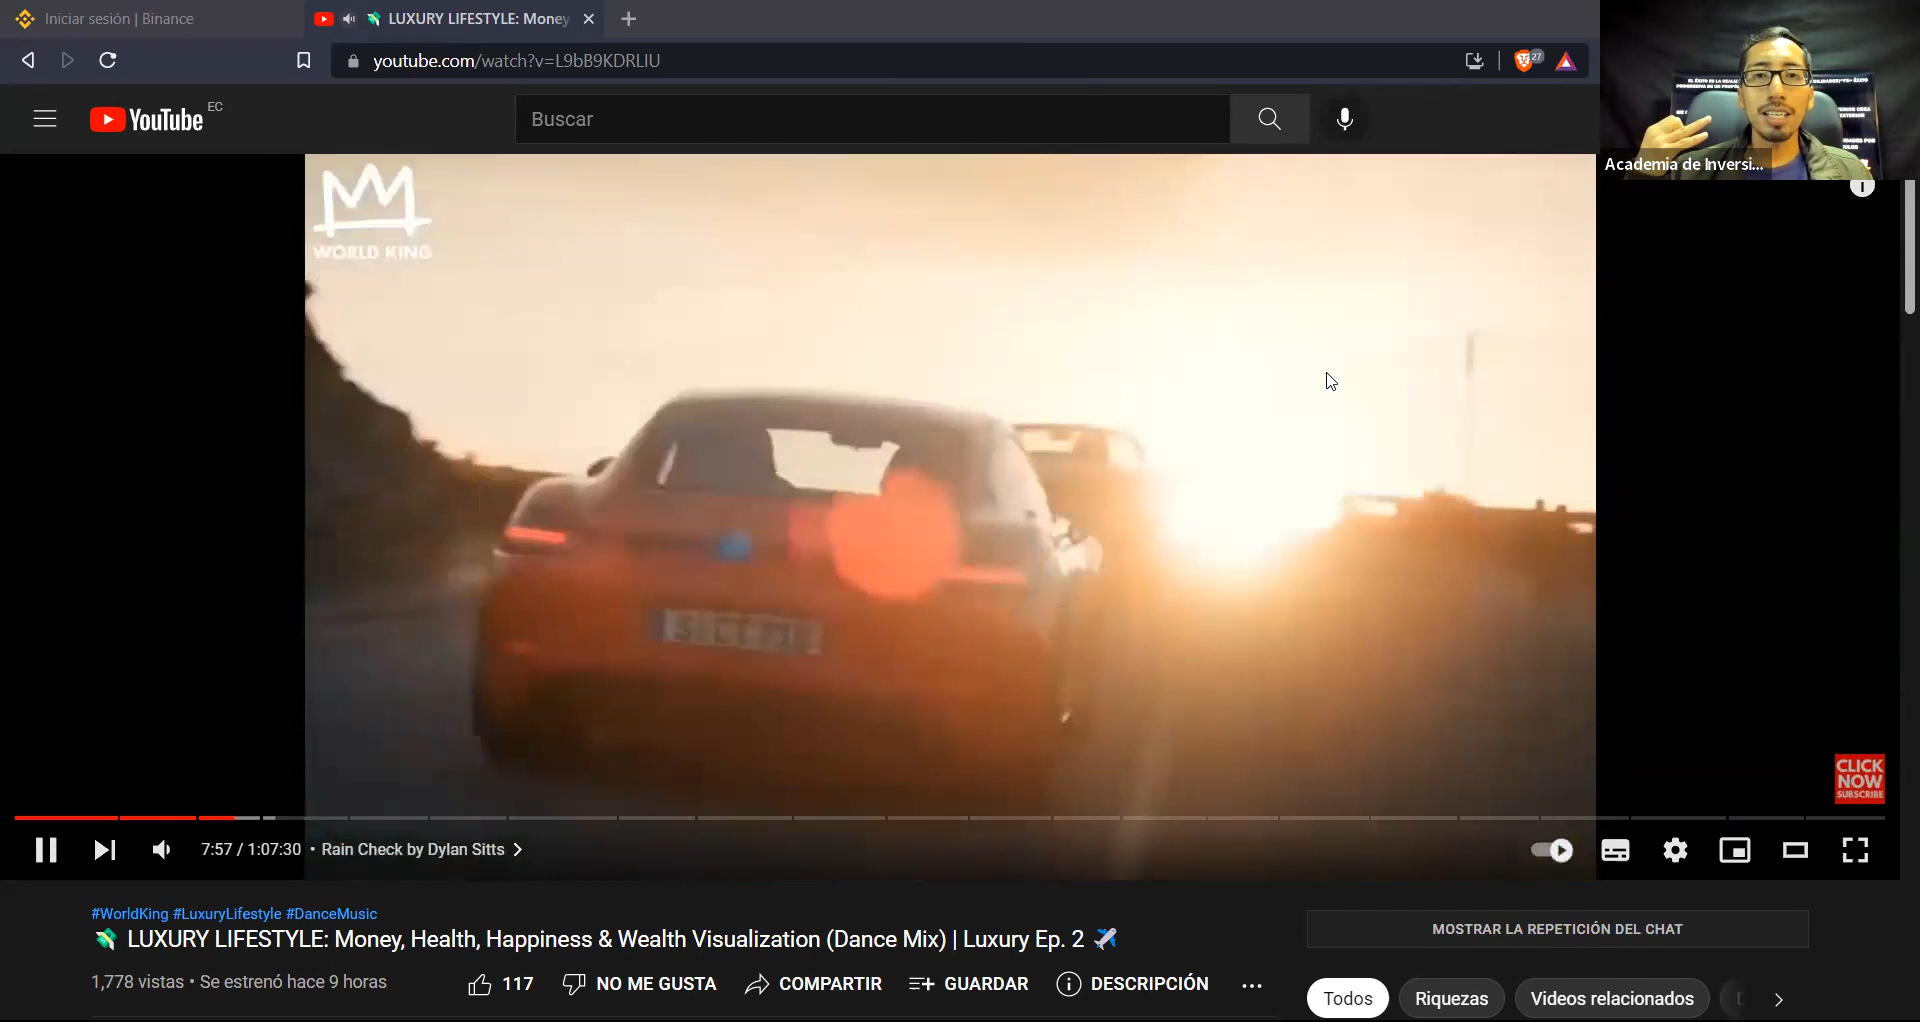 Iniciar sesión | Binance
LUXURY LIFESTYLE: Money
youtube.com/watch?v=L9bB9KDRLIU
27
YouTube
EC
Buscar
Academia de Inversi...
WORLD KING
CLICK
NOW
SUBSCRIBE
7:57 / 1:07:30 • Rain Check by Dylan Sitts
#WorldKing #LuxuryLifestyle #DanceMusic
LUXURY LIFESTYLE: Money, Health, Happiness & Wealth Visualization (Dance Mix) | Luxury Ep. 2
1,778 vistas • Se estrenó hace 9 horas
117
NO ME GUSTA
COMPARTIR
GUARDAR
DESCRIPCIÓN
MOSTRAR LA REPETICIÓN DEL CHAT
Todos
Riquezas
Videos relacionados